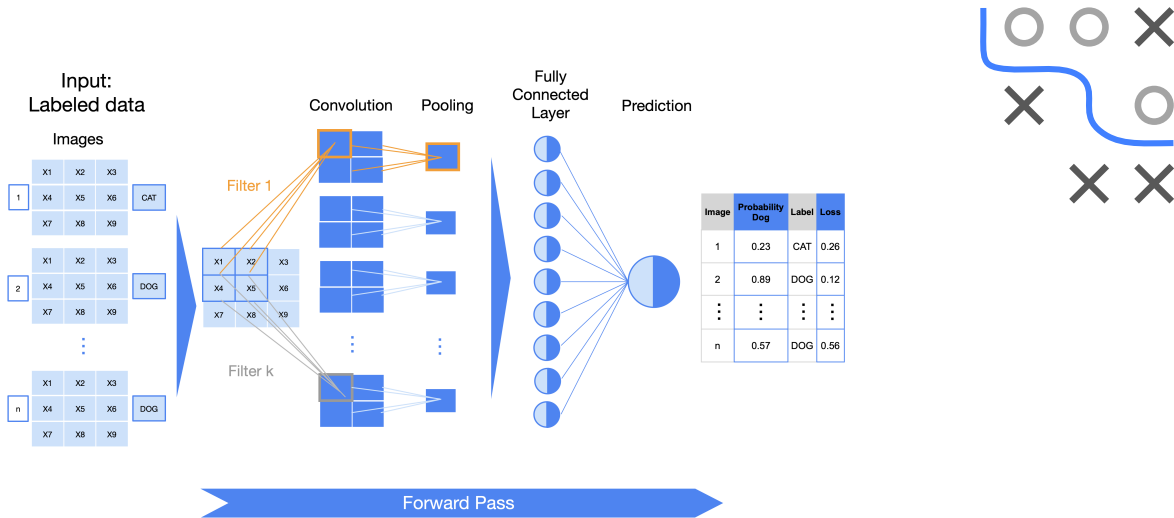 Input:
Labeled data
Images
X1 X2 X3
1 X4 X5 X6 CAT
X7 X8 X9
X1 X2 X3
2 X4 X5 X6 DOG
X7 X8 X9
X1 X2 X3
n X4 X5 X6 DOG
X7 X8 X9
Filter 1
X1 X2 X3
X4 X5 X6
X7 X8 X9
Filter k
Convolution
Pooling
Fully
Connected
Layer
Prediction
Image Probability Dog Label Loss
1 0.23 CAT 0.26
2 0.89 DOG 0.12
n 0.57 DOG 0.56
Forward Pass